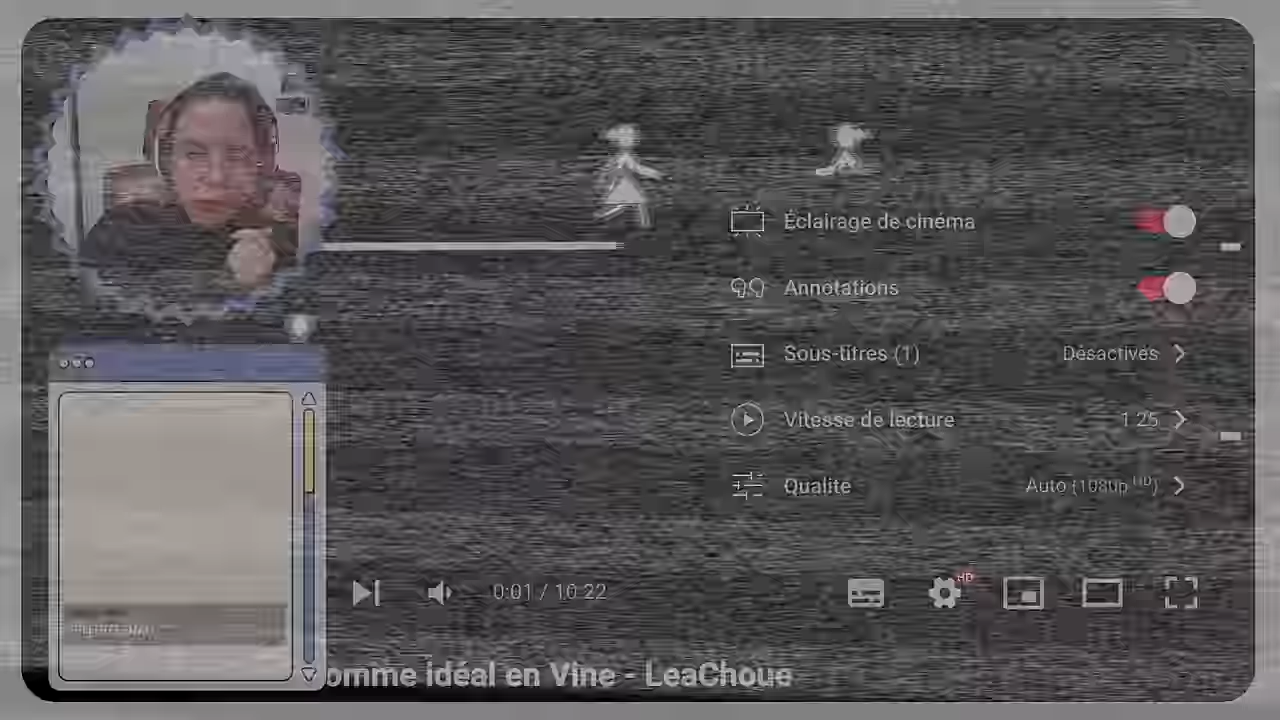 Éclairage de cinéma
Annotations
Sous-titres (1) Désactivés
Vitesse de lecture 1.25
Qualité Auto (1080p HD)
0:01 / 10:22
HD
omme idéal en Vine - LeaChoue